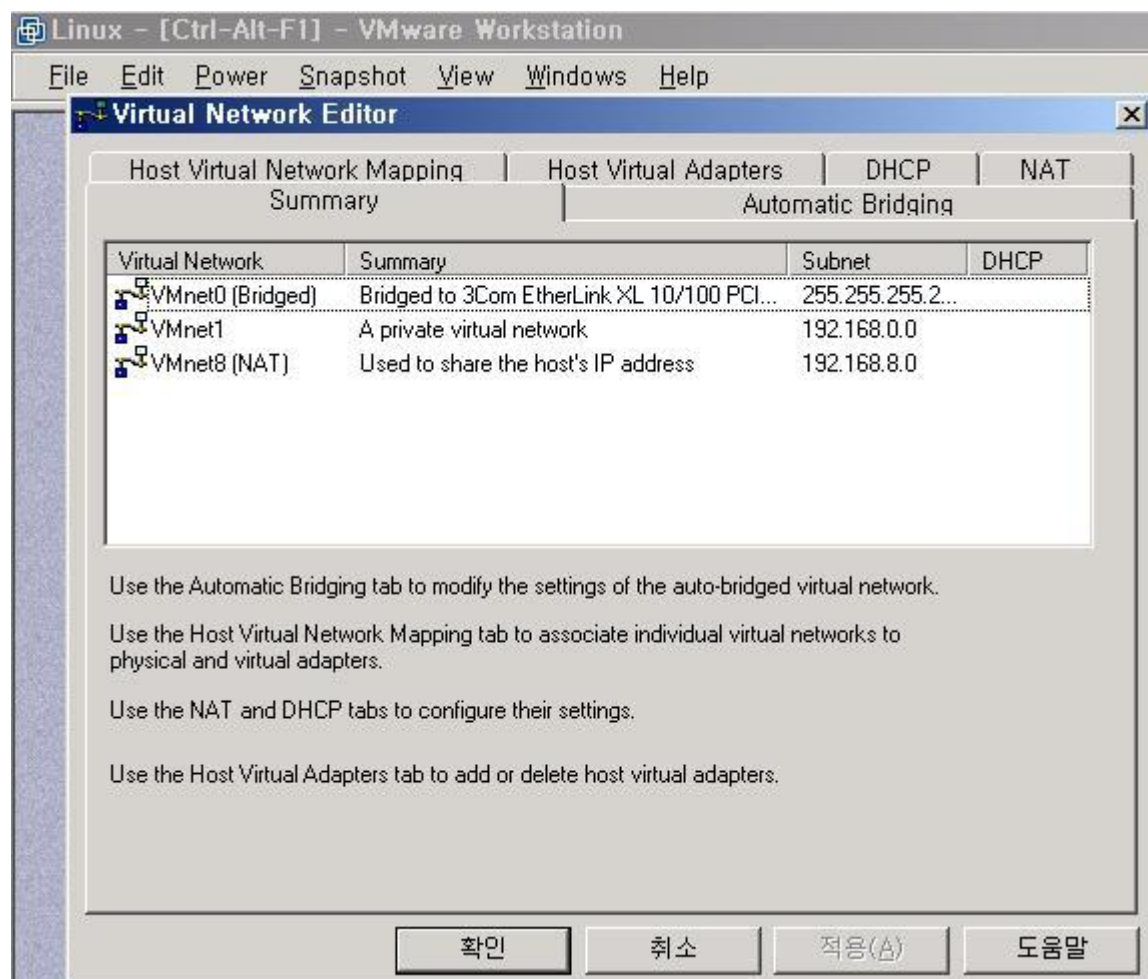 Linux - [Ctrl-Alt-F1] - VMware Workstation
File Edit Power Snapshot View Windows Help
Virtual Network Editor
Host Virtual Network Mapping Host Virtual Adapters DHCP NAT
Summary Automatic Bridging
Virtual Network Summary Subnet DHCP
VMnet0 (Bridged) Bridged to 3Com EtherLink XL 10/100 PCI... 255.255.255.2...
VMnet1 A private virtual network 192.168.0.0
VMnet8 (NAT) Used to share the host's IP address 192.168.8.0
Use the Automatic Bridging tab to modify the settings of the auto-bridged virtual network.
Use the Host Virtual Network Mapping tab to associate individual virtual networks to
physical and virtual adapters.
Use the NAT and DHCP tabs to configure their settings.
Use the Host Virtual Adapters tab to add or delete host virtual adapters.
확인 취소 적용(A) 도움말